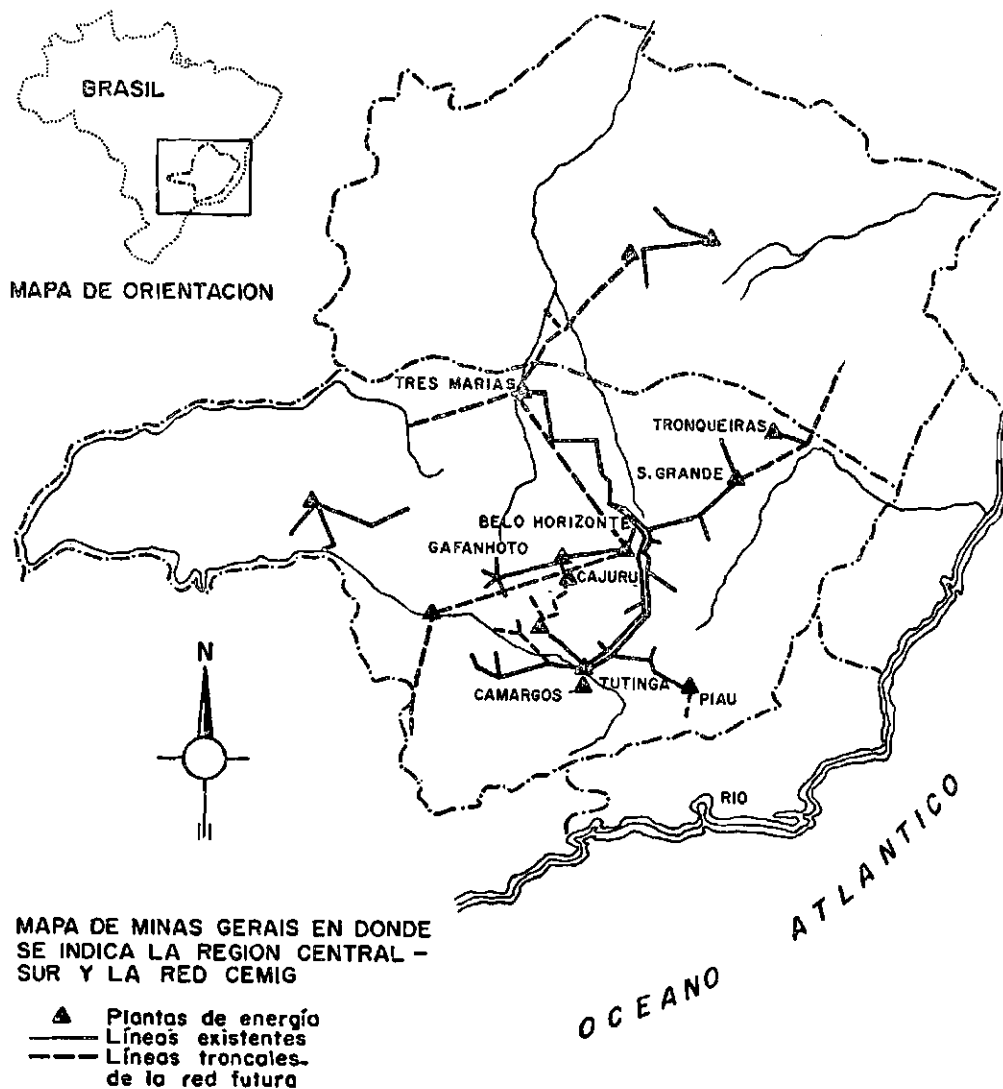 BRASIL
MAPA DE ORIENTACION
TRES MARIAS
TRONQUEIRAS
S. GRANDE
BELO HORIZONTE
GAFANHOTO
CAJURU
N
CAMARGOS
TUTINGA
PIAU
RIO
OCEANO ATLANTICO
MAPA DE MINAS GERAIS EN DONDE
SE INDICA LA REGION CENTRAL -
SUR Y LA RED CEMIG
Plantas de energía
Líneas existentes
Líneas troncales
de la red futura